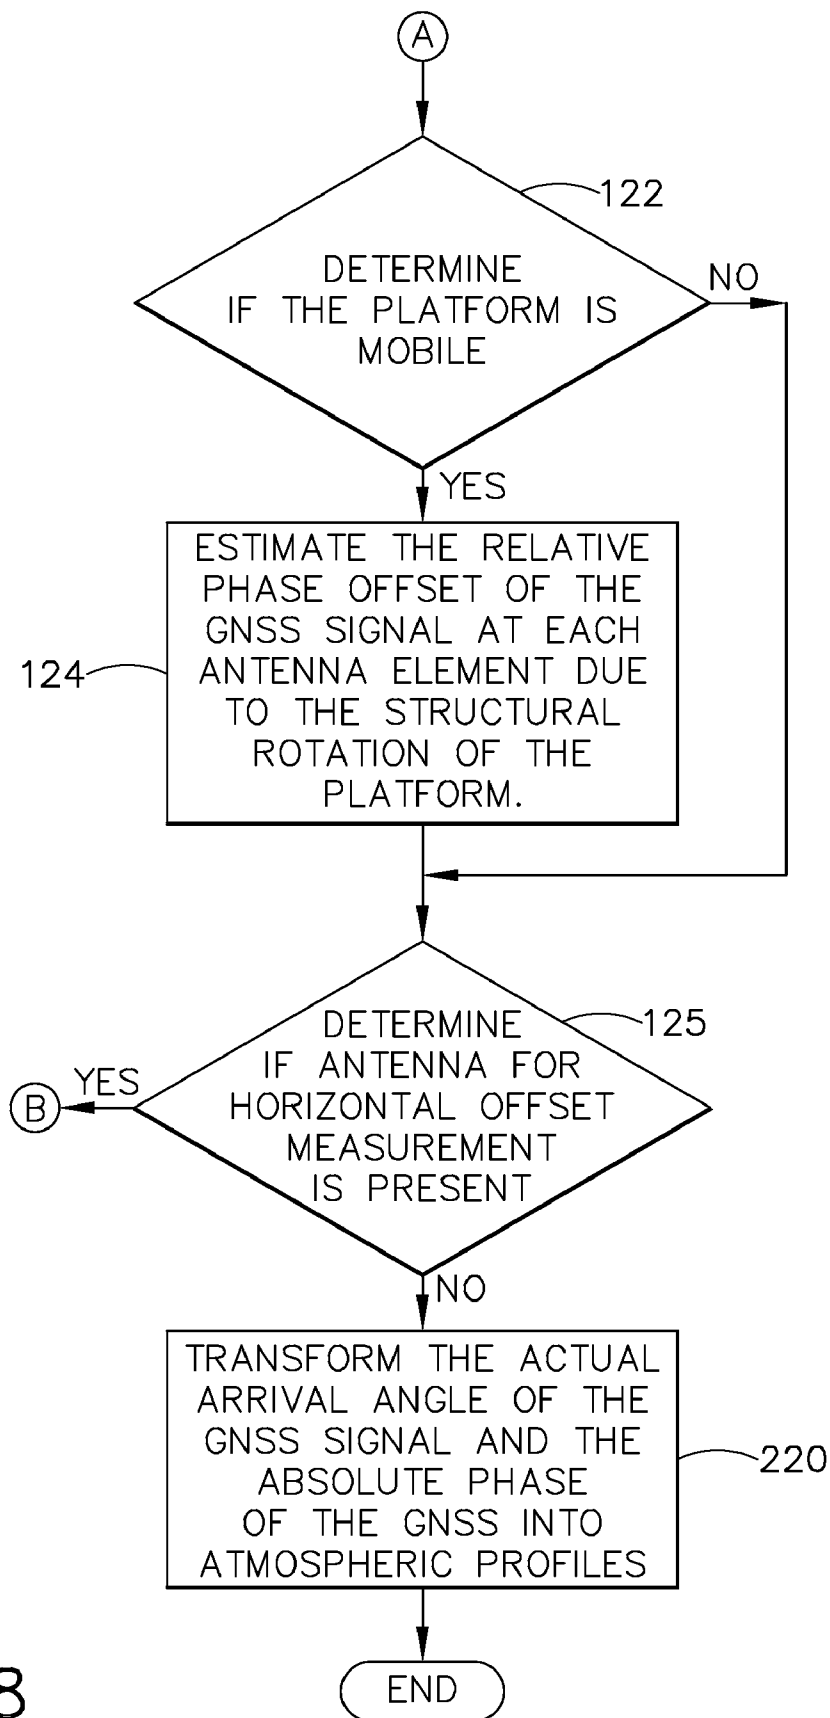 A
122
DETERMINE
IF THE PLATFORM IS
MOBILE
NO
YES
ESTIMATE THE RELATIVE
PHASE OFFSET OF THE
GNSS SIGNAL AT EACH
ANTENNA ELEMENT DUE
TO THE STRUCTURAL
ROTATION OF THE
PLATFORM.
124
DETERMINE
IF ANTENNA FOR
HORIZONTAL OFFSET
MEASUREMENT
IS PRESENT
125
YES
B
NO
TRANSFORM THE ACTUAL
ARRIVAL ANGLE OF THE
GNSS SIGNAL AND THE
ABSOLUTE PHASE
OF THE GNSS INTO
ATMOSPHERIC PROFILES
220
END
8